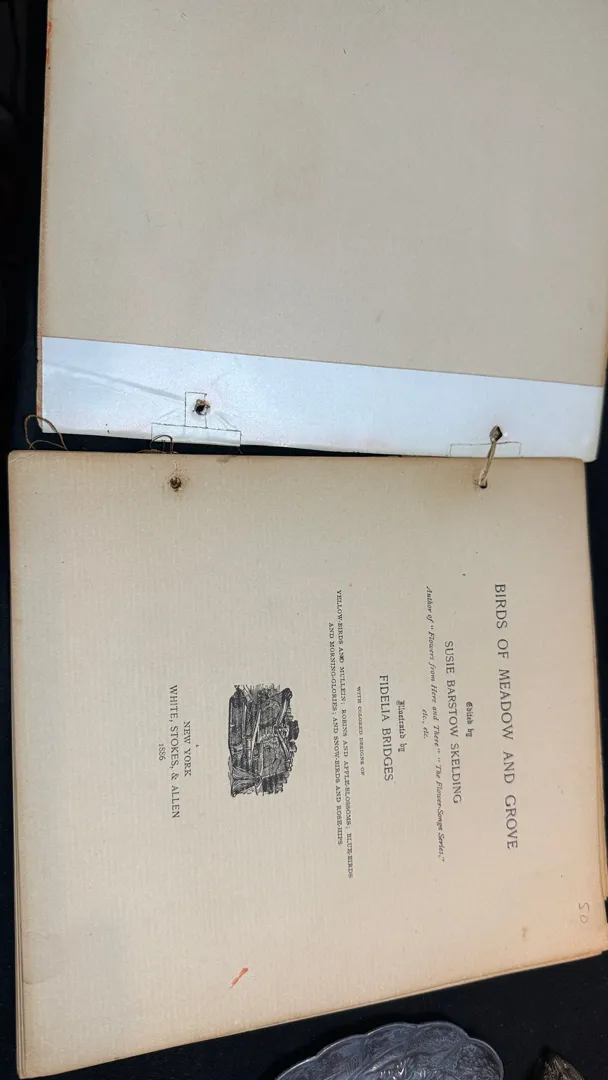 50
BIRDS OF MEADOW AND GROVE
Edited by
SUSIE BARSTOW SKELDING
Author of "Flowers from Here and There" "The Flower-Songs Series,"
etc., etc.
Illustrated by
FIDELIA BRIDGES
WITH COLORED DESIGNS OF
YELLOW-BIRDS AND MULLEIN; ROBINS AND APPLE-BLOSSOMS; BLUE-BIRDS
AND MORNING-GLORIES; AND SNOW-BIRDS AND ROSE-HIPS
NEW YORK
WHITE, STOKES, & ALLEN
1886